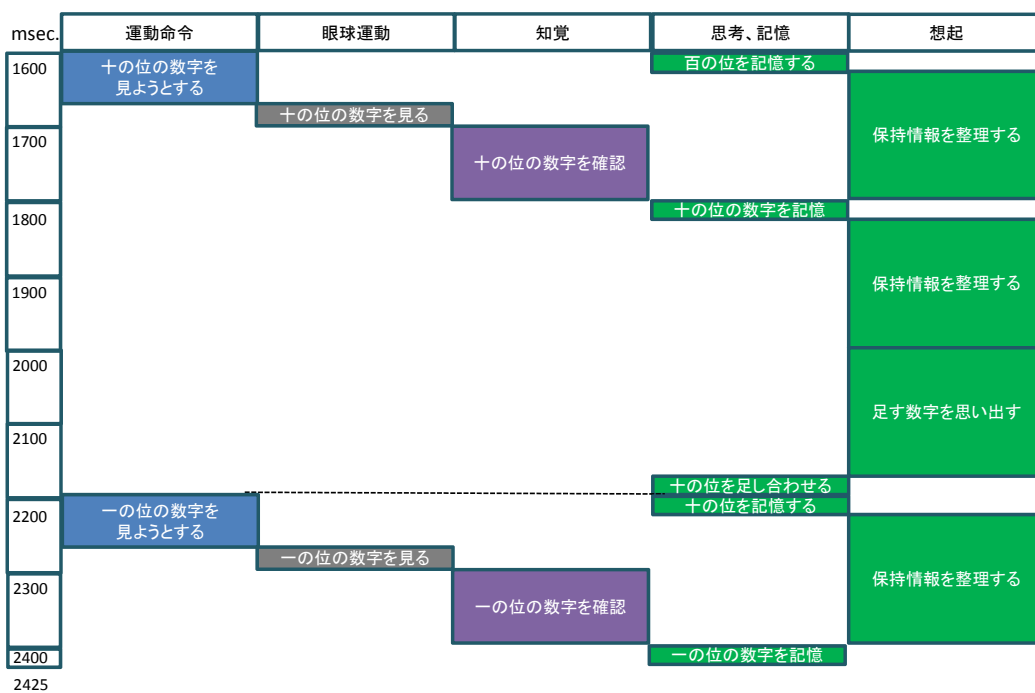 msec.
運動命令
眼球運動
知覚
思考、記憶
想起
1600
十の位の数字を
見ようとする
百の位を記憶する
十の位の数字を見る
保持情報を整理する
1700
十の位の数字を確認
1800
十の位の数字を記憶
1900
保持情報を整理する
2000
足す数字を思い出す
2100
十の位を足し合わせる
十の位を記憶する
2200
一の位の数字を
見ようとする
一の位の数字を見る
2300
一の位の数字を確認
保持情報を整理する
2400
一の位の数字を記憶
2425